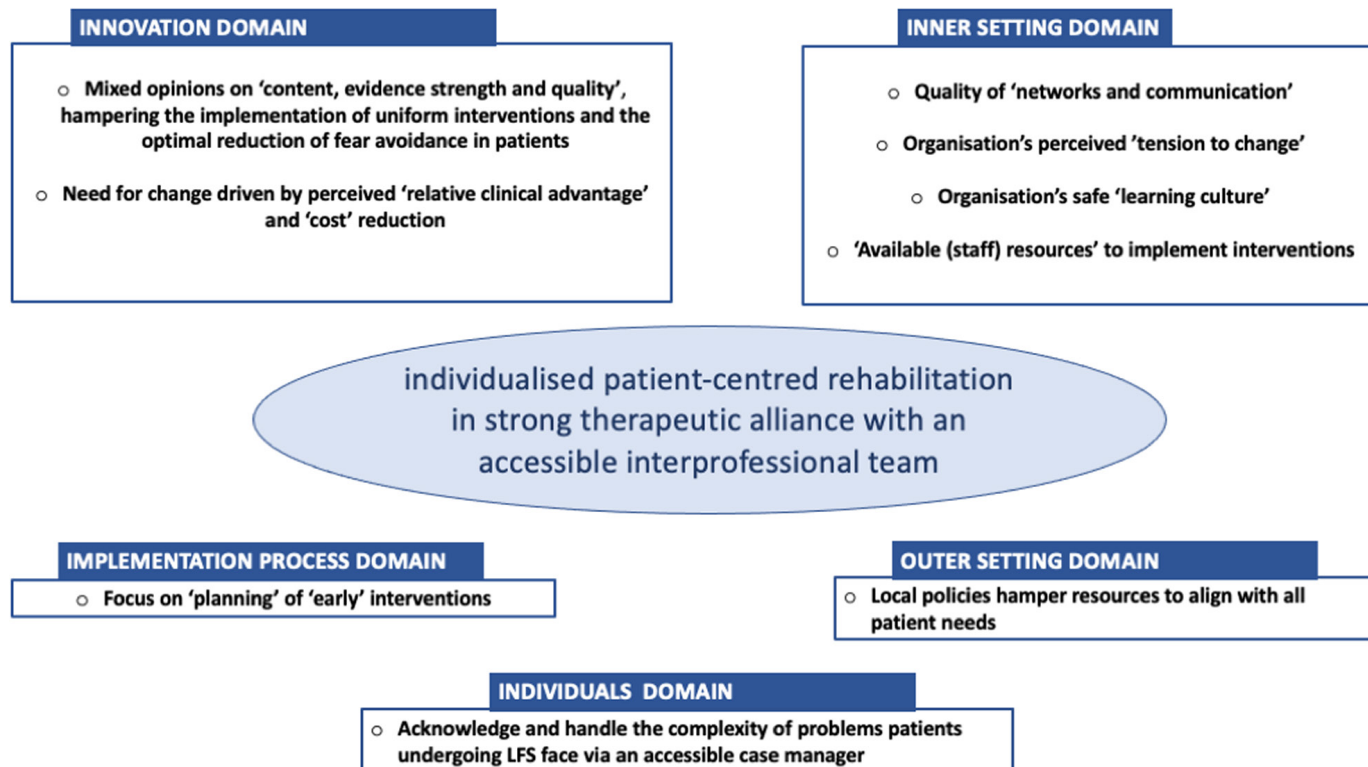 INNOVATION DOMAIN
○ Mixed opinions on ‘content, evidence strength and quality’,
hampering the implementation of uniform interventions and the
optimal reduction of fear avoidance in patients
○ Need for change driven by perceived ‘relative clinical advantage’
and ‘cost’ reduction
INNER SETTING DOMAIN
○ Quality of ‘networks and communication’
○ Organisation’s perceived ’tension to change’
○ Organisation’s safe ‘learning culture’
○ ‘Available (staff) resources’ to implement interventions
individualised patient-centred rehabilitation
in strong therapeutic alliance with an
accessible interprofessional team
IMPLEMENTATION PROCESS DOMAIN
○ Focus on ‘planning’ of ‘early’ interventions
OUTER SETTING DOMAIN
○ Local policies hamper resources to align with all
patient needs
INDIVIDUALS DOMAIN
○ Acknowledge and handle the complexity of problems patients
undergoing LFS face via an accessible case manager